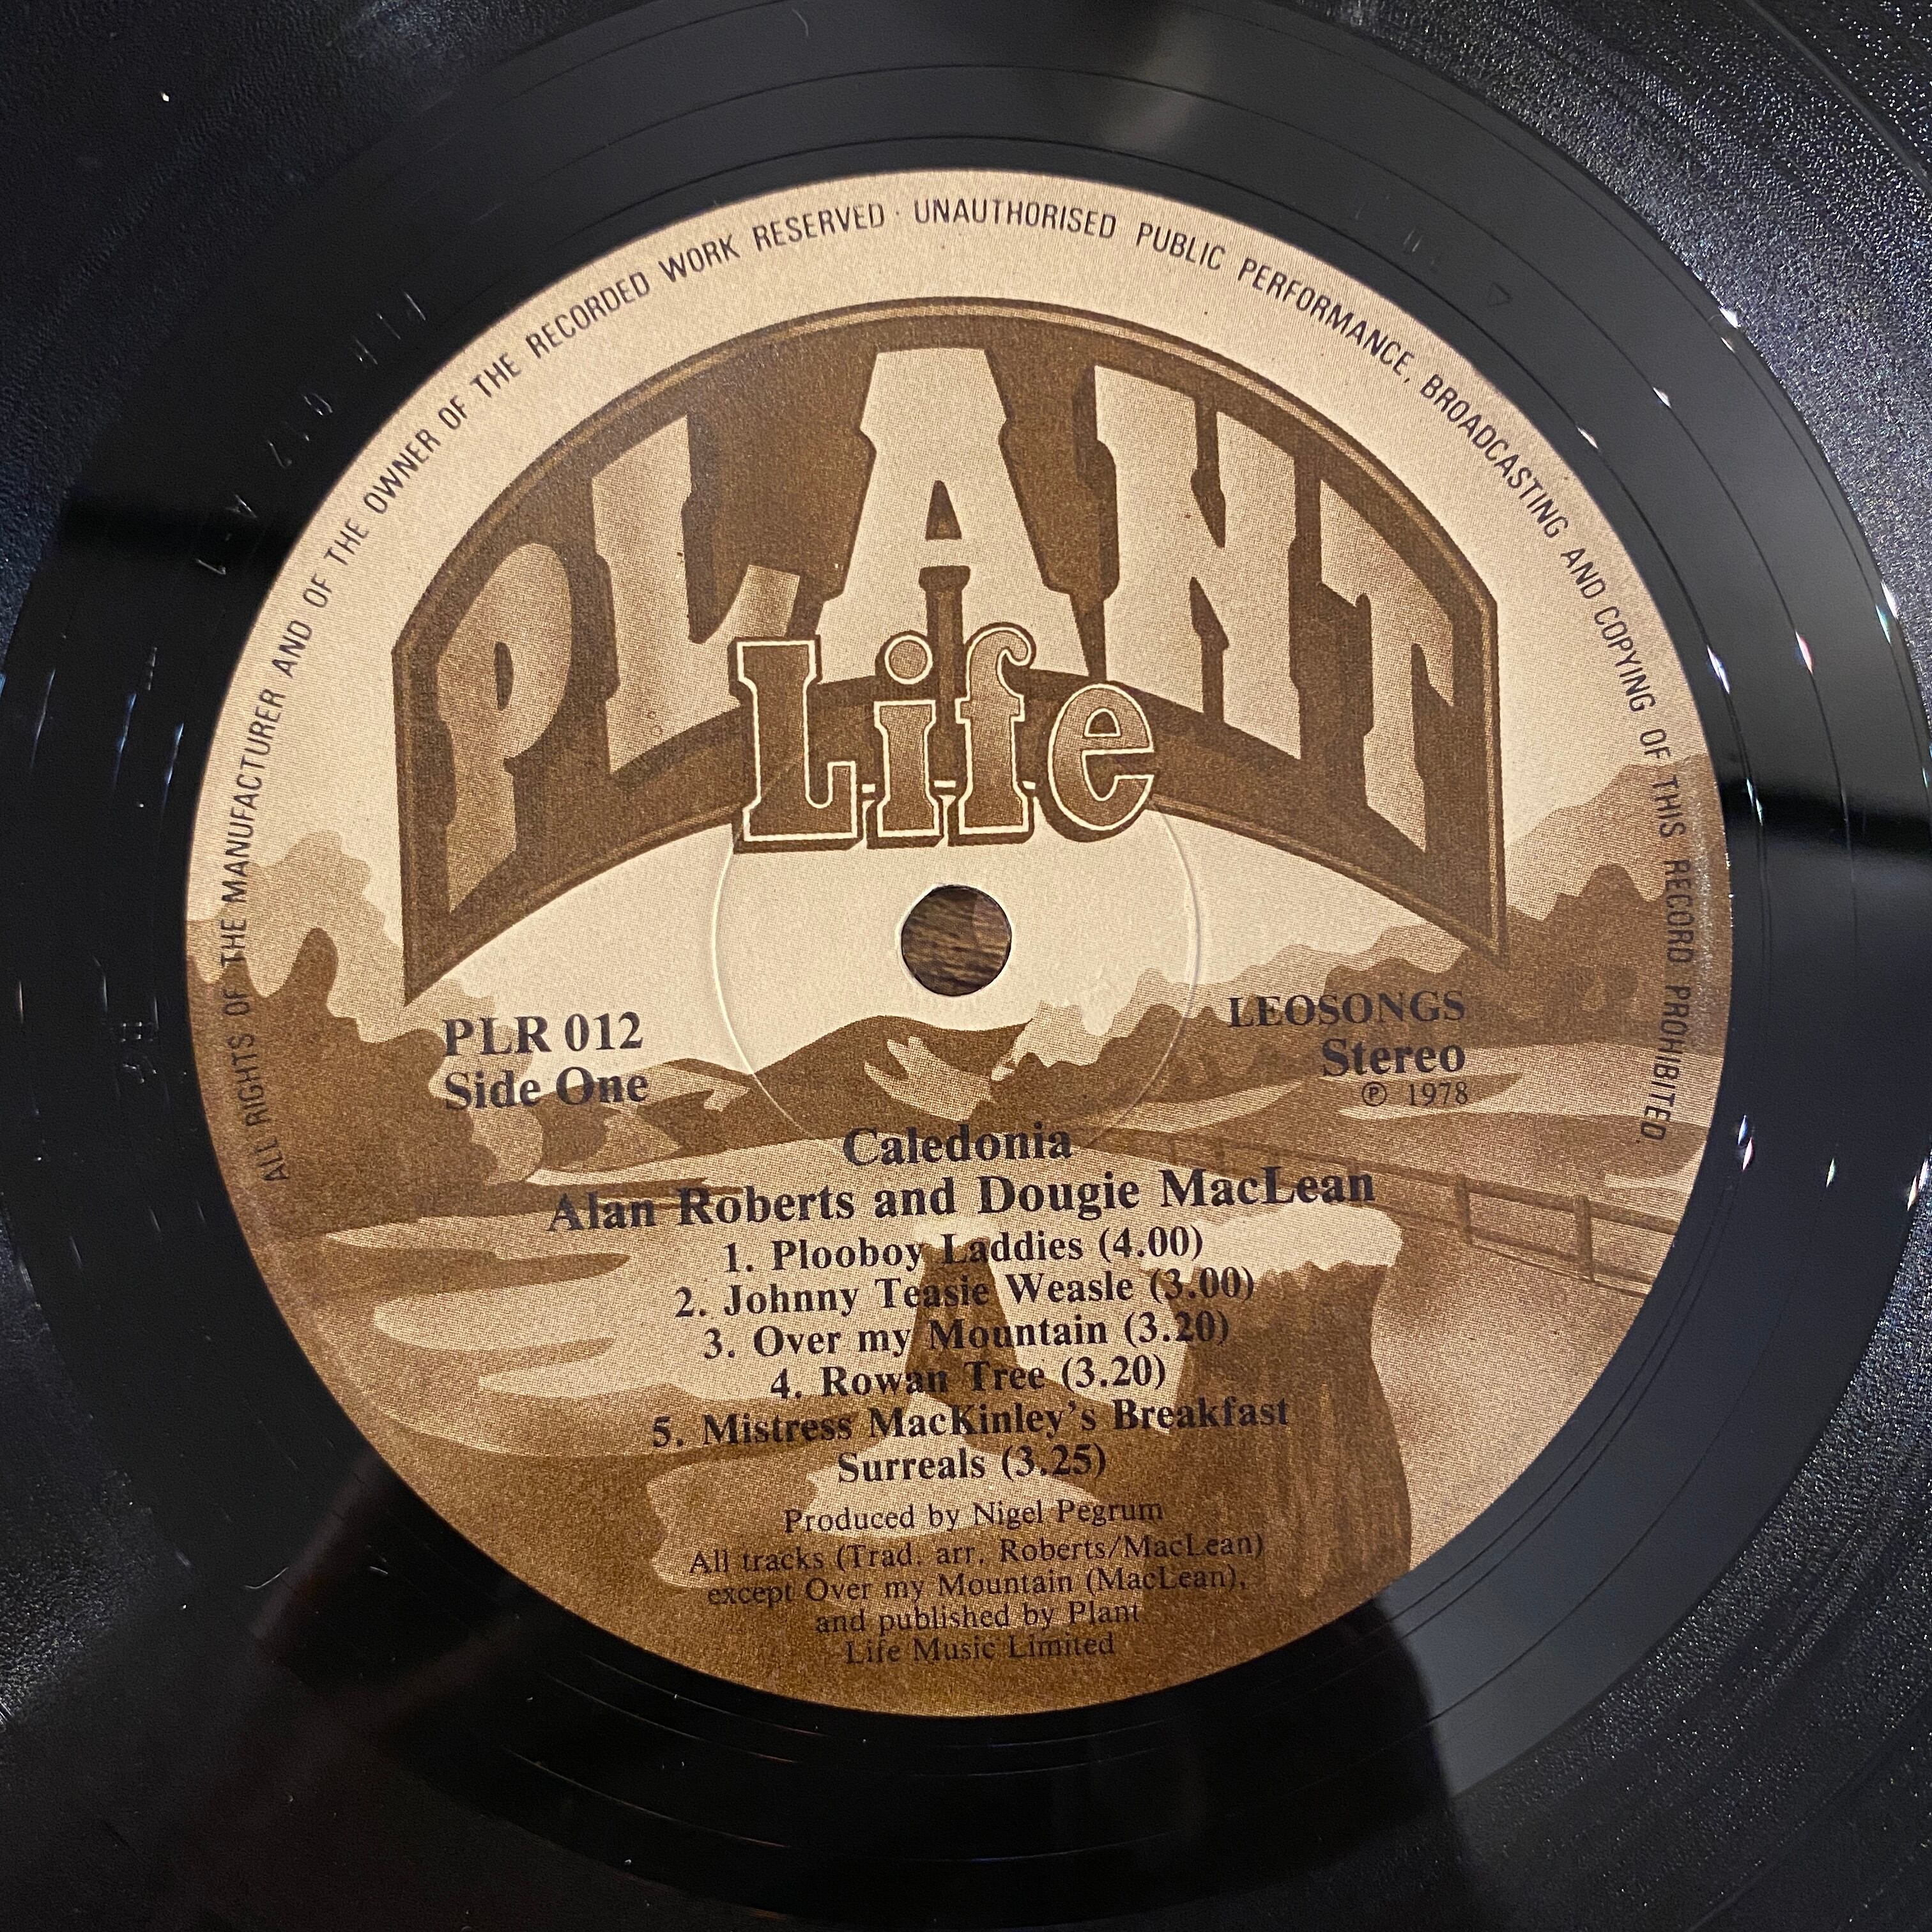 ALL RIGHTS OF THE MANUFACTURER AND OF THE OWNER OF THE RECORDED WORK RESERVED · UNAUTHORISED PUBLIC PERFORMANCE, BROADCASTING AND COPYING OF THIS RECORD PROHIBITED.
PLANT
Life
PLR 012
Side One
LEOSONGS
Stereo
℗ 1978
Caledonia
Alan Roberts and Dougie MacLean
1. Plooboy Laddies (4.00)
2. Johnny Teasie Weasle (3.00)
3. Over my Mountain (3.20)
4. Rowan Tree (3.20)
5. Mistress MacKinley's Breakfast
Surreals (3.25)
Produced by Nigel Pegrum
All tracks (Trad. arr. Roberts/MacLean)
except Over my Mountain (MacLean),
and published by Plant
Life Music Limited